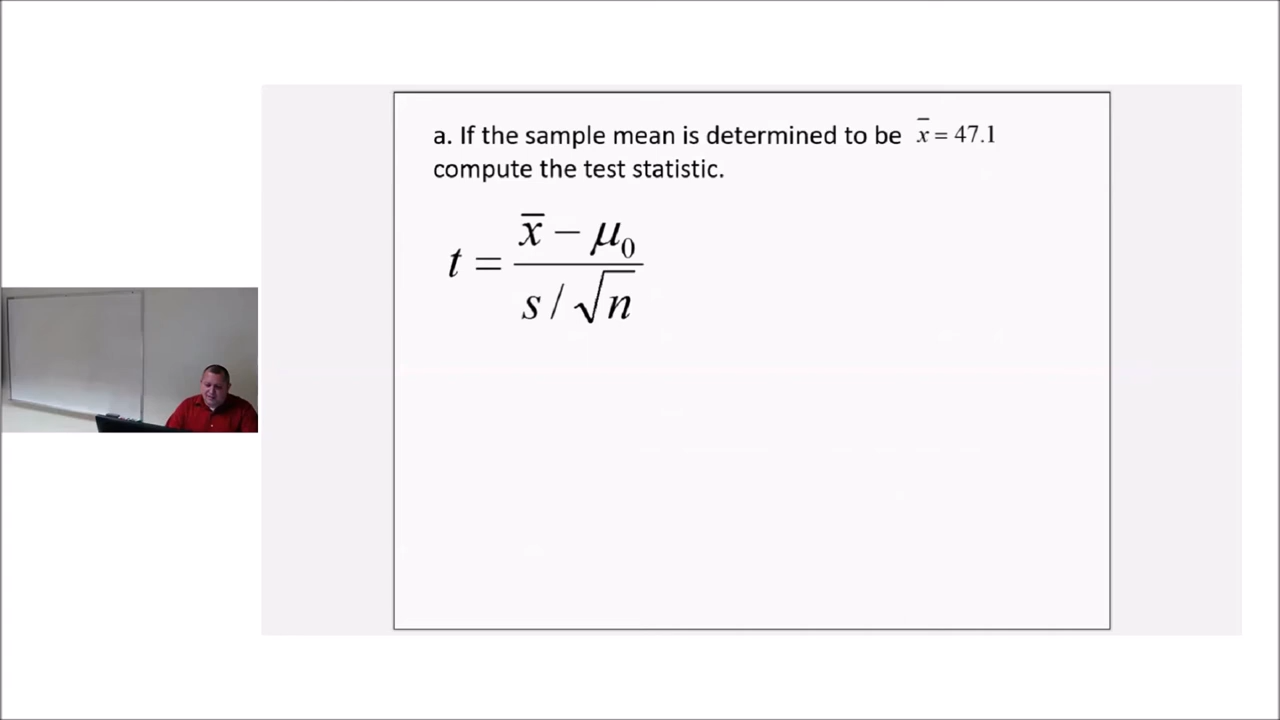 a. If the sample mean is determined to be x̄ = 47.1
compute the test statistic.
t = (x̄ − μ₀) / (s / √n)